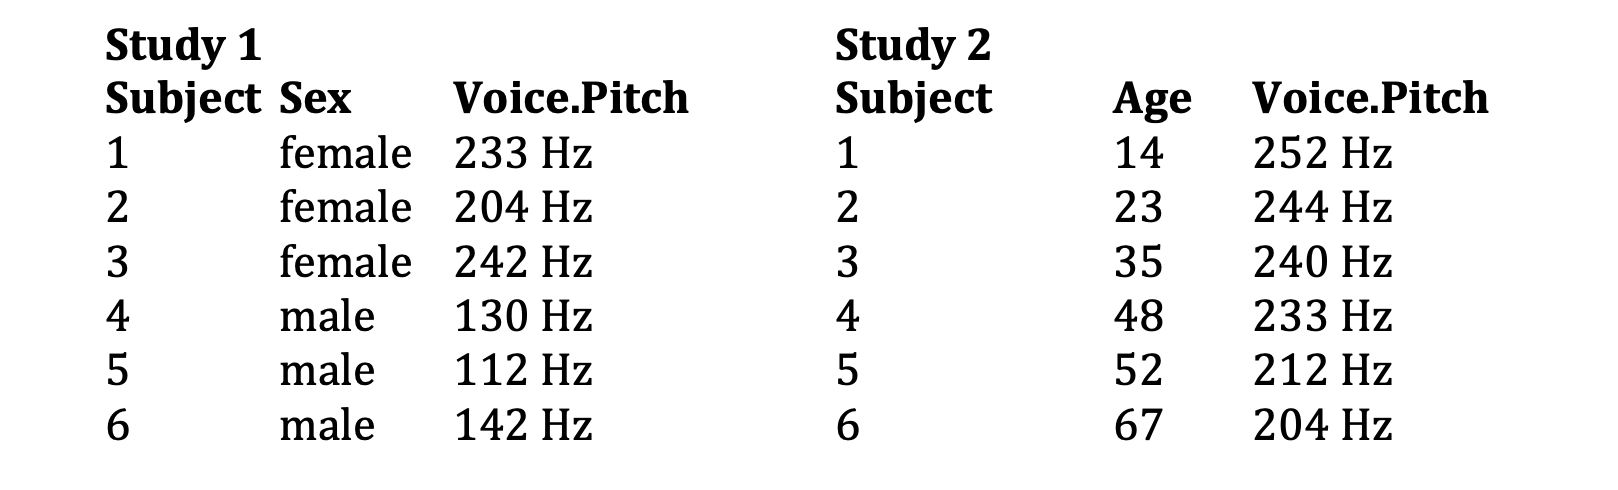 Study 1
Subject Sex Voice.Pitch
1 female 233 Hz
2 female 204 Hz
3 female 242 Hz
4 male 130 Hz
5 male 112 Hz
6 male 142 Hz
Study 2
Subject Age Voice.Pitch
1 14 252 Hz
2 23 244 Hz
3 35 240 Hz
4 48 233 Hz
5 52 212 Hz
6 67 204 Hz